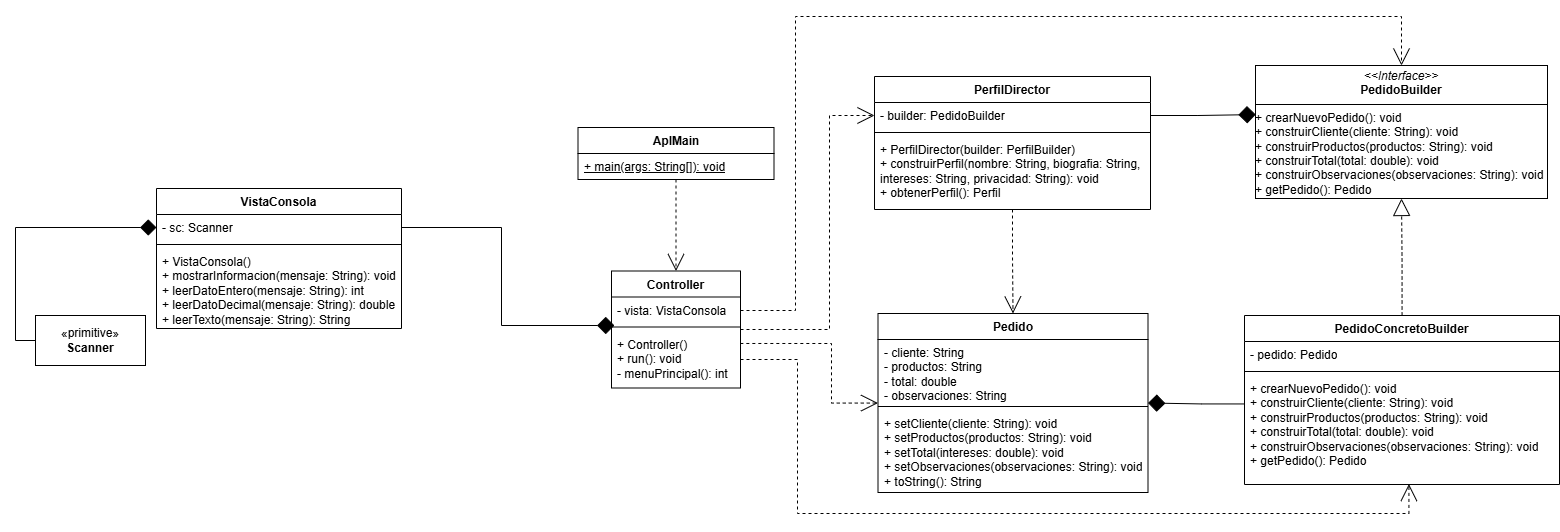 VistaConsola
- sc: Scanner
+ VistaConsola()
+ mostrarInformacion(mensaje: String): void
+ leerDatoEntero(mensaje: String): int
+ leerDatoDecimal(mensaje: String): double
+ leerTexto(mensaje: String): String
«primitive»
Scanner
AplMain
+ main(args: String[]): void
Controller
- vista: VistaConsola
+ Controller()
+ run(): void
- menuPrincipal(): int
PerfilDirector
- builder: PedidoBuilder
+ PerfilDirector(builder: PerfilBuilder)
+ construirPerfil(nombre: String, biografia: String,
intereses: String, privacidad: String): void
+ obtenerPerfil(): Perfil
Pedido
- cliente: String
- productos: String
- total: double
- observaciones: String
+ setCliente(cliente: String): void
+ setProductos(productos: String): void
+ setTotal(intereses: double): void
+ setObservaciones(observaciones: String): void
+ toString(): String
<<Interface>>
PedidoBuilder
+ crearNuevoPedido(): void
+ construirCliente(cliente: String): void
+ construirProductos(productos: String): void
+ construirTotal(total: double): void
+ construirObservaciones(observaciones: String): void
+ getPedido(): Pedido
PedidoConcretoBuilder
- pedido: Pedido
+ crearNuevoPedido(): void
+ construirCliente(cliente: String): void
+ construirProductos(productos: String): void
+ construirTotal(total: double): void
+ construirObservaciones(observaciones: String): void
+ getPedido(): Pedido